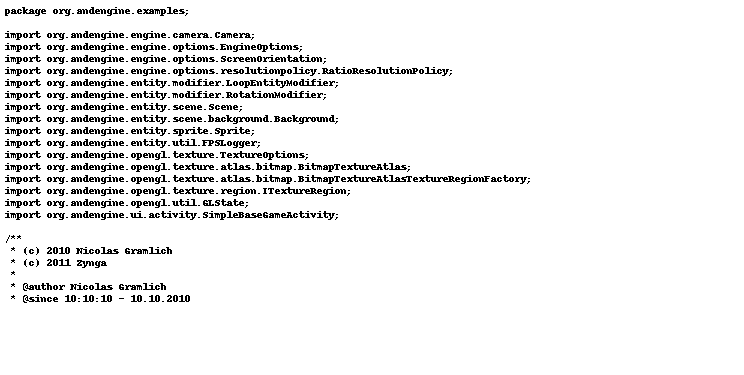 package org.andengine.examples;

import org.andengine.engine.camera.Camera;
import org.andengine.engine.options.EngineOptions;
import org.andengine.engine.options.ScreenOrientation;
import org.andengine.engine.options.resolutionpolicy.RatioResolutionPolicy;
import org.andengine.entity.modifier.LoopEntityModifier;
import org.andengine.entity.modifier.RotationModifier;
import org.andengine.entity.scene.Scene;
import org.andengine.entity.scene.background.Background;
import org.andengine.entity.sprite.Sprite;
import org.andengine.entity.util.FPSLogger;
import org.andengine.opengl.texture.TextureOptions;
import org.andengine.opengl.texture.atlas.bitmap.BitmapTextureAtlas;
import org.andengine.opengl.texture.atlas.bitmap.BitmapTextureAtlasTextureRegionFactory;
import org.andengine.opengl.texture.region.ITextureRegion;
import org.andengine.opengl.util.GLState;
import org.andengine.ui.activity.SimpleBaseGameActivity;

/**
 * (c) 2010 Nicolas Gramlich
 * (c) 2011 Zynga
 *
 * @author Nicolas Gramlich
 * @since 10:10:10 - 10.10.2010